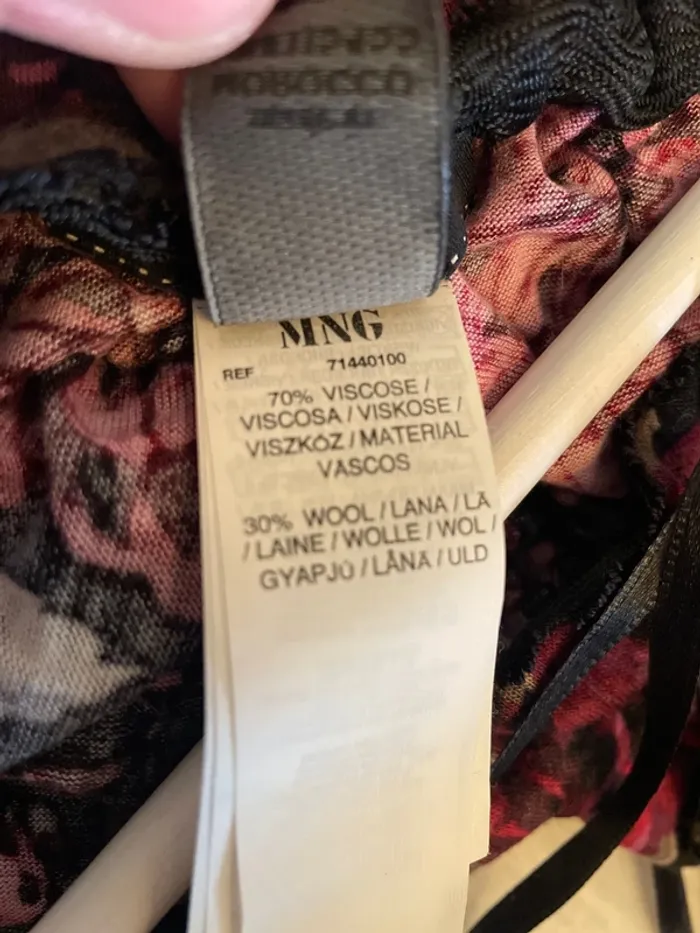 MOROCCO
MNG
REF 71440100
70% VISCOSE /
VISCOSA / VISKOSE /
VISZKÓZ / MATERIAL
VASCOS
30% WOOL / LANA / LÃ
/ LAINE / WOLLE / WOL /
GYAPJÚ / LÃNÃ / ULD